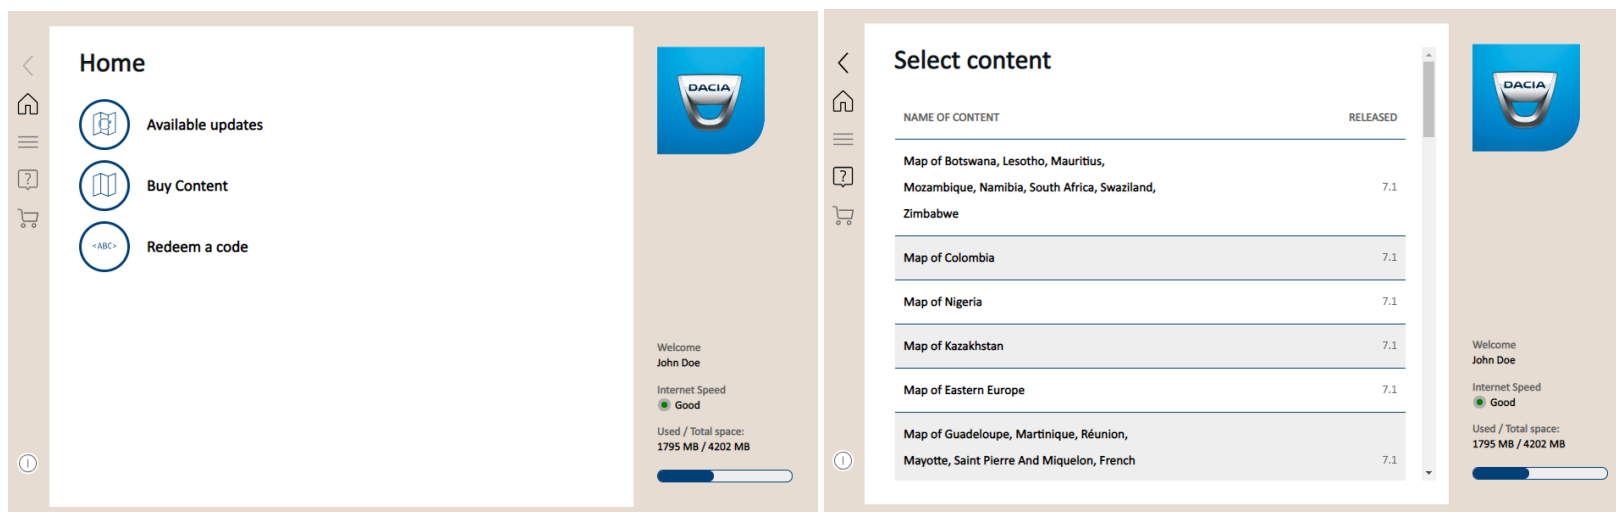 Home
Available updates
Buy Content
<ABC>
Redeem a code
DACIA
Welcome
John Doe
Internet Speed
Good
Used / Total space:
1795 MB / 4202 MB
Select content
NAME OF CONTENT RELEASED
Map of Botswana, Lesotho, Mauritius,
Mozambique, Namibia, South Africa, Swaziland, 7.1
Zimbabwe
Map of Colombia 7.1
Map of Nigeria 7.1
Map of Kazakhstan 7.1
Map of Eastern Europe 7.1
Map of Guadeloupe, Martinique, Réunion,
Mayotte, Saint Pierre And Miquelon, French 7.1
DACIA
Welcome
John Doe
Internet Speed
Good
Used / Total space:
1795 MB / 4202 MB